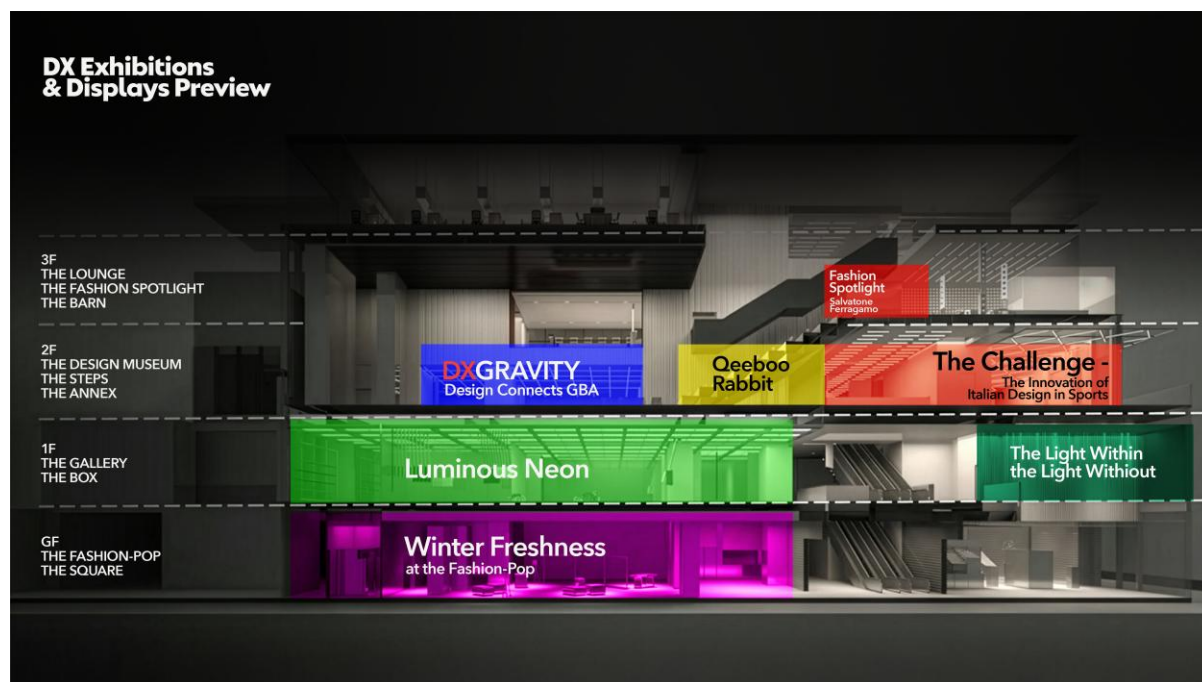 DX Exhibitions
& Displays Preview
3F
THE LOUNGE
THE FASHION SPOTLIGHT
THE BARN
Fashion
Spotlight
Salvatone
Ferragamo
2F
THE DESIGN MUSEUM
THE STEPS
THE ANNEX
DXGRAVITY
Design Connects GBA
Qeeboo
Rabbit
The Challenge -
The Innovation of
Italian Design in Sports
1F
THE GALLERY
THE BOX
Luminous Neon
The Light Within
the Light Withiout
GF
THE FASHION-POP
THE SQUARE
Winter Freshness
at the Fashion-Pop